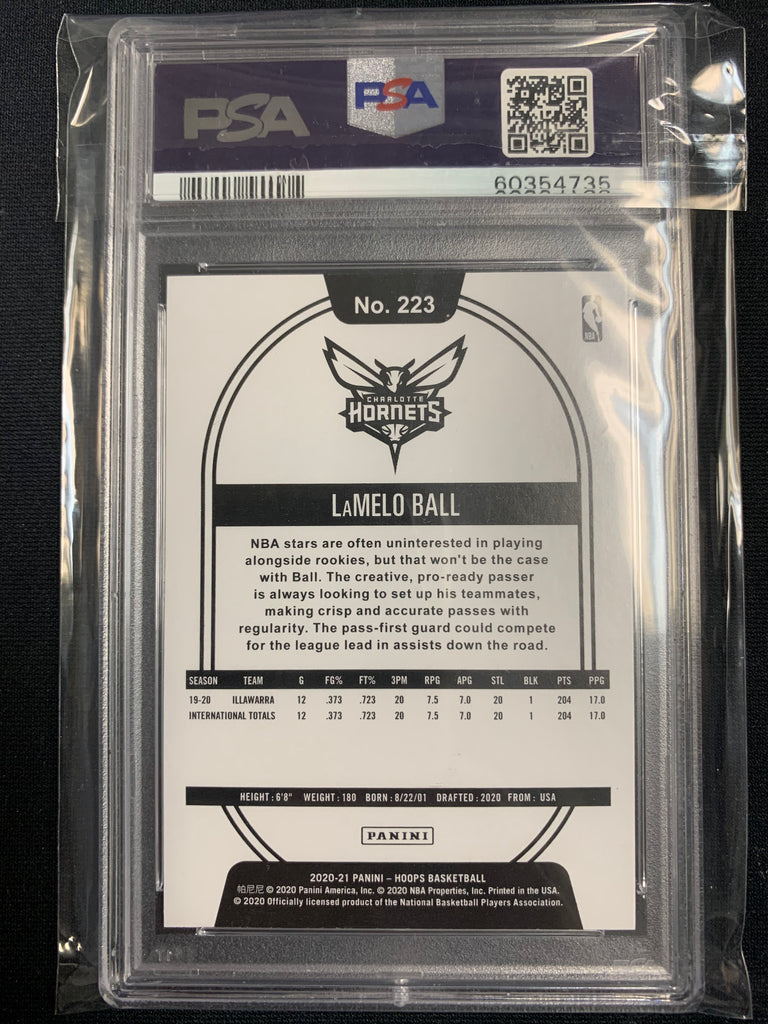 PSA
PSA
60354735
No. 223
NBA
CHARLOTTE
HORNETS
LaMELO BALL
NBA stars are often uninterested in playing
alongside rookies, but that won't be the case
with Ball. The creative, pro-ready passer
is always looking to set up his teammates,
making crisp and accurate passes with
regularity. The pass-first guard could compete
for the league lead in assists down the road.
SEASON TEAM G FG% FT% 3PM RPG APG STL BLK PTS PPG
19-20 ILLAWARRA 12 .373 .723 20 7.5 7.0 20 1 204 17.0
INTERNATIONAL TOTALS 12 .373 .723 20 7.5 7.0 20 1 204 17.0
HEIGHT: 6'8" WEIGHT: 180 BORN: 8/22/01 DRAFTED: 2020 FROM: USA
PANINI
2020-21 PANINI – HOOPS BASKETBALL
帕尼尼 © 2020 Panini America, Inc. © 2020 NBA Properties, Inc. Printed in the USA.
© 2020 Officially licensed product of the National Basketball Players Association.